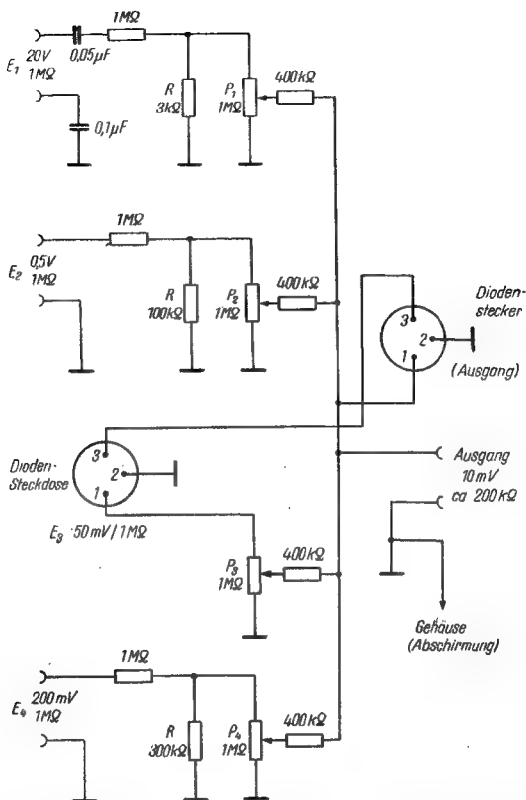 1MΩ
E₁ 20V
1MΩ
0,05µF
0,1µF
R
3kΩ
P₁
1MΩ
400kΩ
1MΩ
E₂ 0,5V
1MΩ
R
100kΩ
P₂
1MΩ
400kΩ
Dioden-
stecker
3
2
1
(Ausgang)
Dioden-
Steckdose
3
2
1
E₃ 50mV/1MΩ
P₃
1MΩ
400kΩ
Ausgang
10mV
ca 200kΩ
Gehäuse
(Abschirmung)
1MΩ
E₄ 200mV
1MΩ
R
300kΩ
P₄
1MΩ
400kΩ